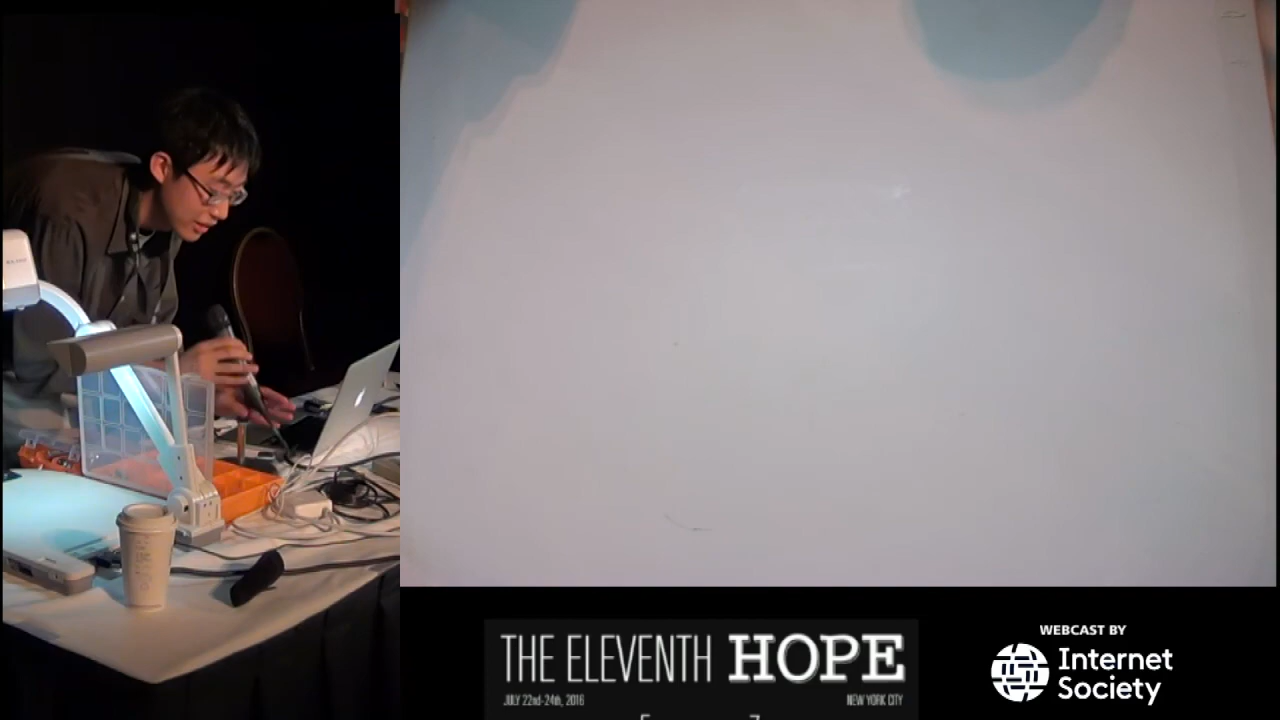 THE ELEVENTH HOPE
JULY 22nd-24th, 2016
NEW YORK CITY
WEBCAST BY
Internet
Society